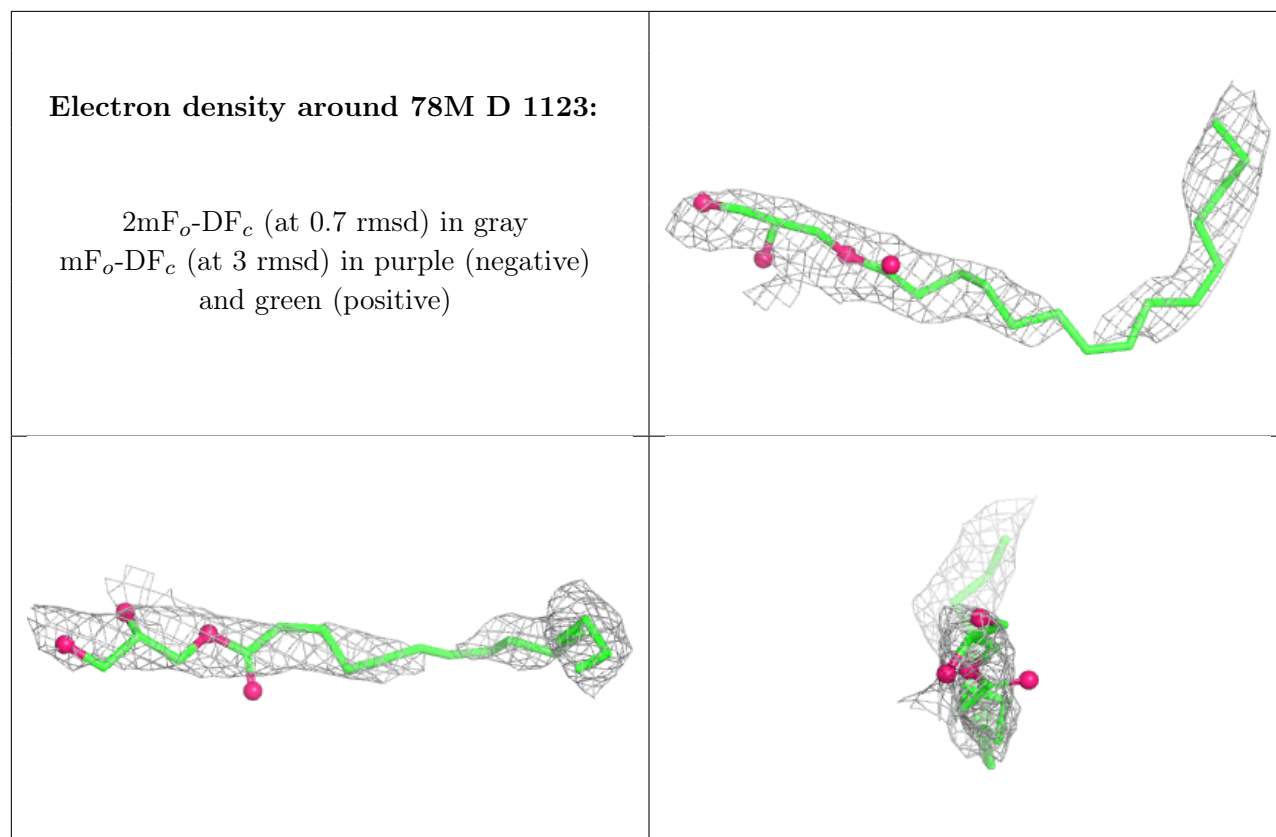 Electron density around 78M D 1123:
2mFo-DFc (at 0.7 rmsd) in gray
mFo-DFc (at 3 rmsd) in purple (negative)
and green (positive)